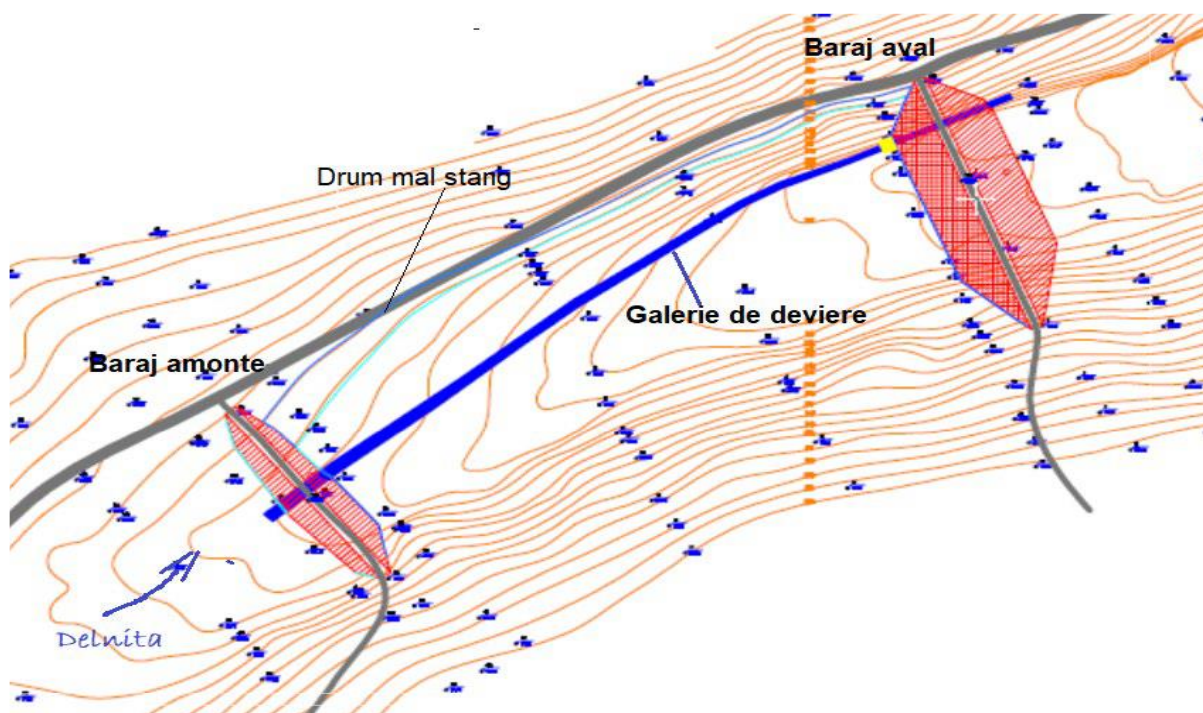 Baraj aval
Drum mal stang
Galerie de deviere
Baraj amonte
Delnita